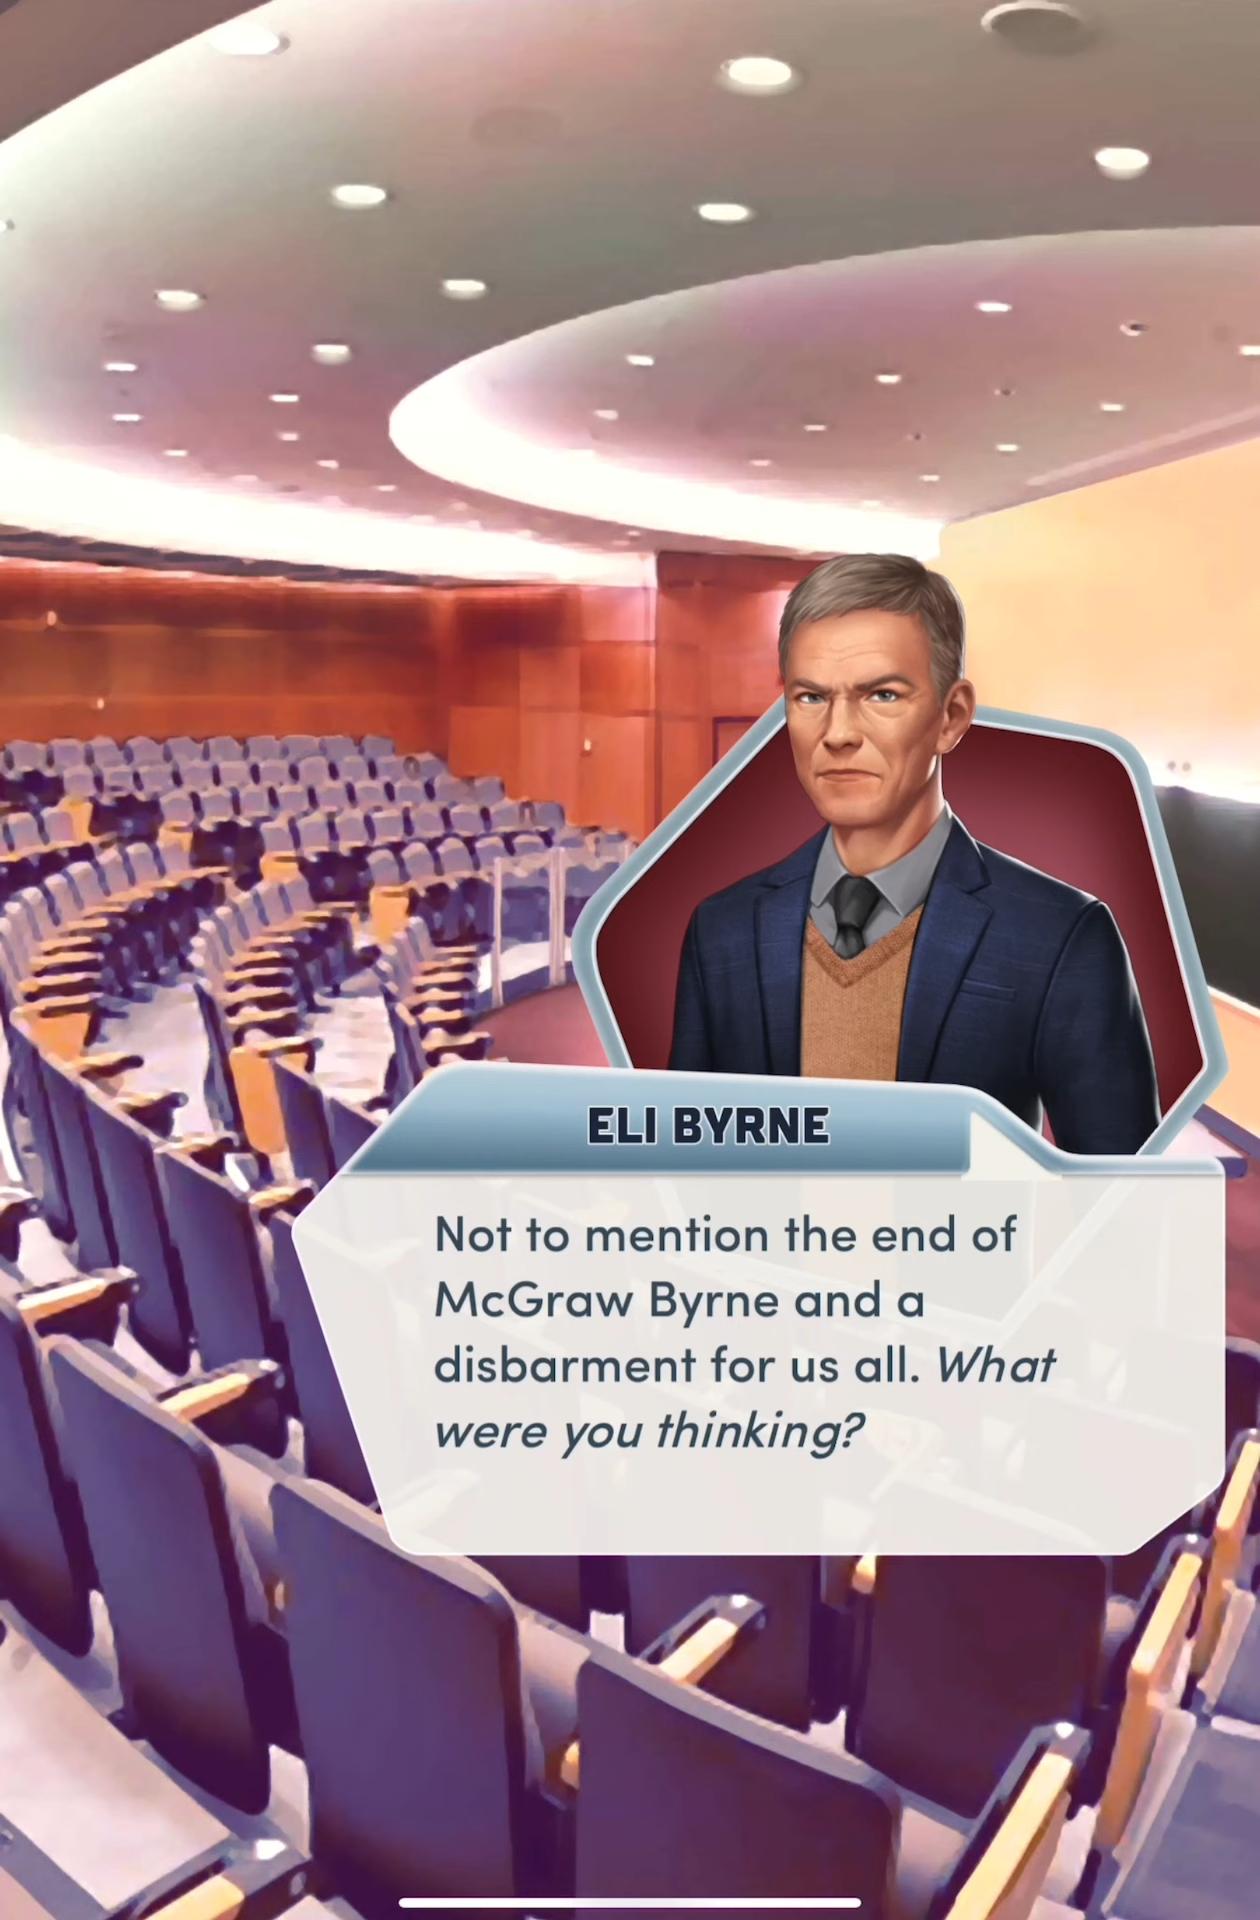 ELI BYRNE
Not to mention the end of
McGraw Byrne and a
disbarment for us all. What
were you thinking?